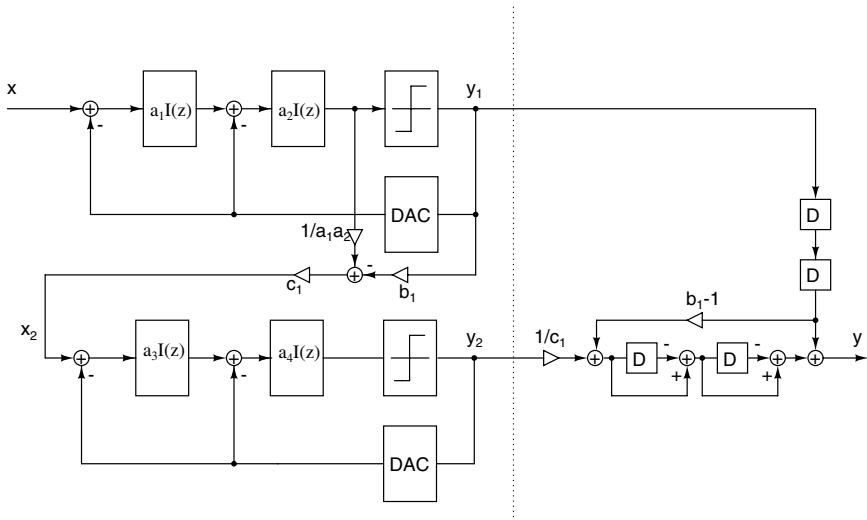 x
a₁I(z)
a₂I(z)
y₁
-
-
DAC
D
1/a₁a₂
-
+
b₁
c₁
D
b₁-1
x₂
a₃I(z)
a₄I(z)
y₂
1/c₁
D
-
+
D
-
+
y
-
-
DAC